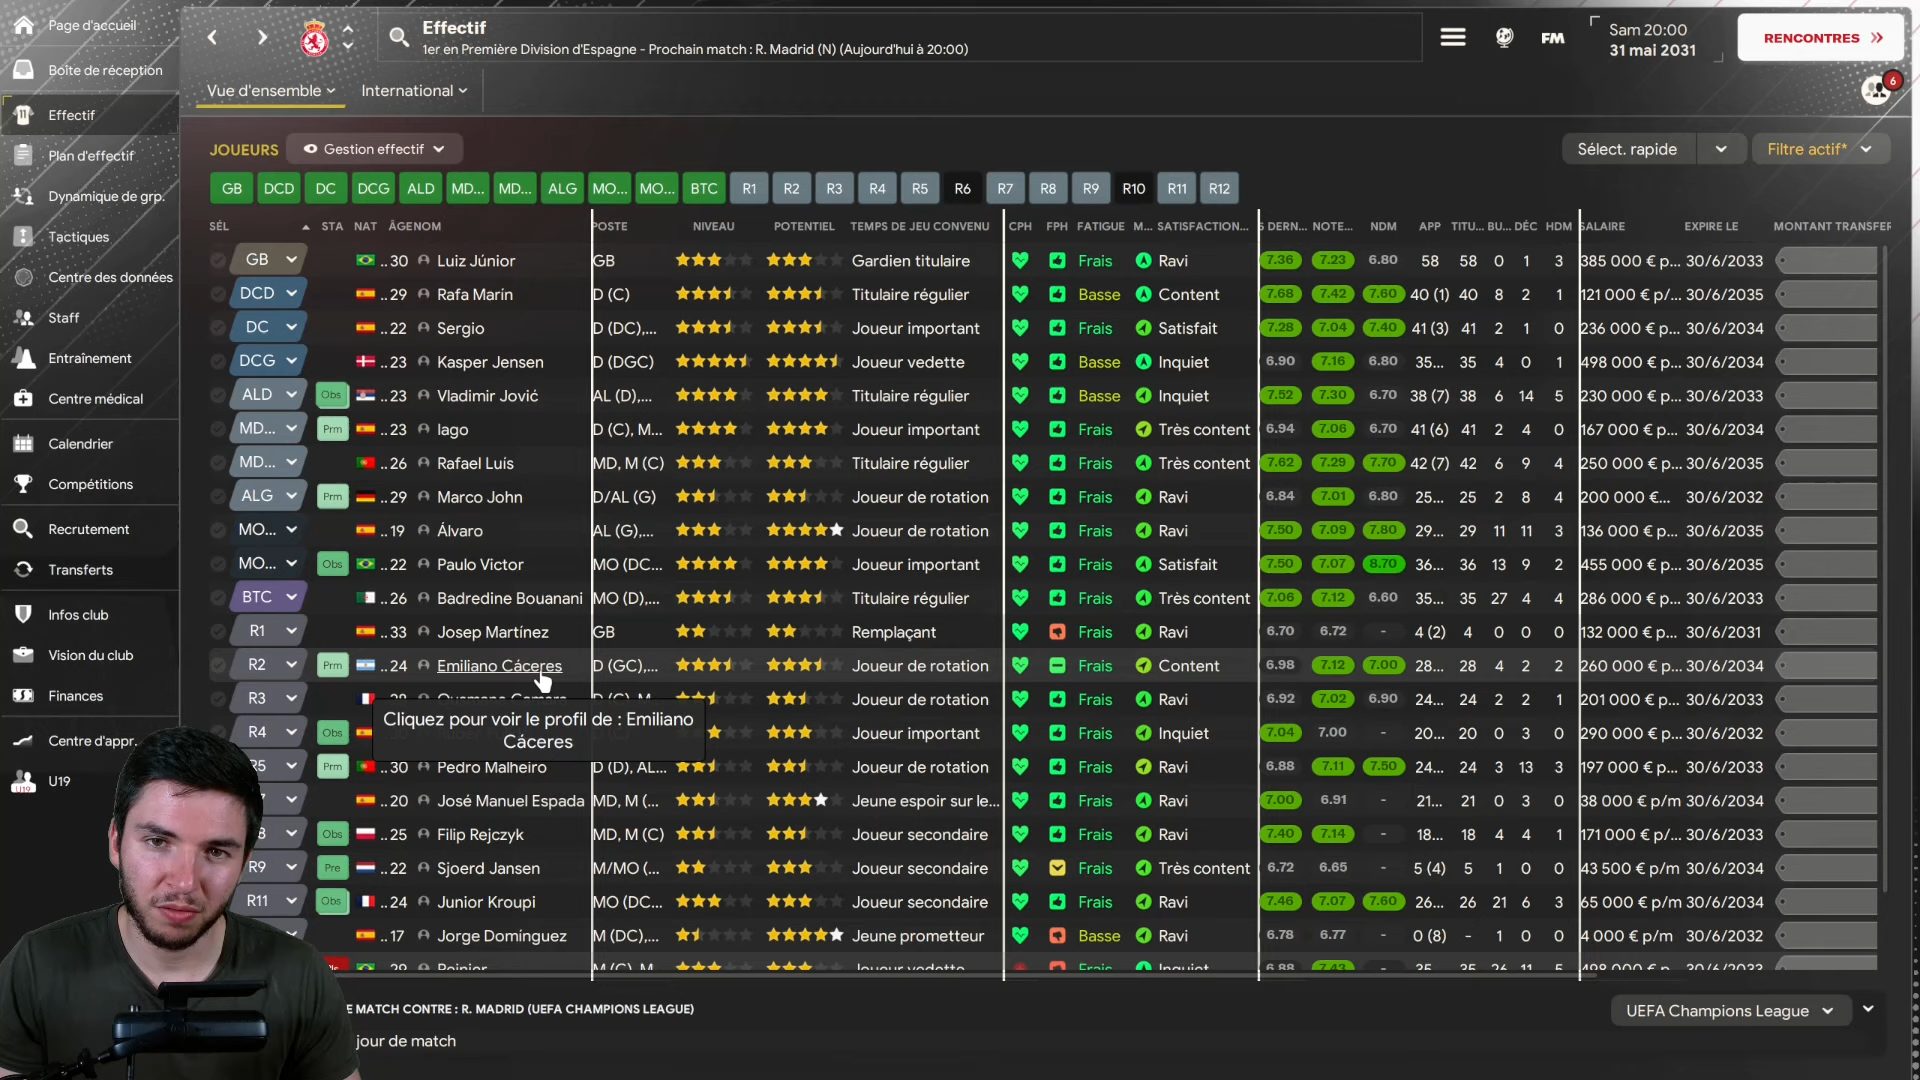 Page d'accueil
Boîte de réception
Effectif
Plan d'effectif
Dynamique de grp.
Tactiques
Centre des données
Staff
Entraînement
Centre médical
Calendrier
Compétitions
Recrutement
Transferts
Infos club
Vision du club
Finances
Centre d'appr.
U19
Effectif
1er en Première Division d'Espagne - Prochain match : R. Madrid (N) (Aujourd'hui à 20:00)
FM
Sam 20:00
31 mai 2031
RENCONTRES
6
Vue d'ensemble
International
JOUEURS
Gestion effectif
Sélect. rapide
Filtre actif*
GB DCD DC DCG ALD MD... MD... ALG MO... MO... BTC R1 R2 R3 R4 R5 R6 R7 R8 R9 R10 R11 R12
SÉL STA NAT ÂGE NOM POSTE NIVEAU POTENTIEL TEMPS DE JEU CONVENU CPH FPH FATIGUE M... SATISFACTION... 5 DERN... NOTE... NDM APP TITU... BU... DÉC HDM SALAIRE EXPIRE LE MONTANT TRANSFER
GB ..30 Luiz Júnior GB Gardien titulaire Frais Ravi 7.36 7.23 6.80 58 58 0 1 3 385 000 € p... 30/6/2033
DCD ..29 Rafa Marín D (C) Titulaire régulier Basse Content 7.68 7.42 7.60 40 (1) 40 8 2 1 121 000 € p/... 30/6/2035
DC ..22 Sergio D (DC),... Joueur important Frais Satisfait 7.28 7.04 7.40 41 (3) 41 2 1 0 236 000 € p... 30/6/2034
DCG ..23 Kasper Jensen D (DGC) Joueur vedette Basse Inquiet 6.90 7.16 6.80 35... 35 4 0 1 498 000 € p... 30/6/2034
ALD Obs ..23 Vladimir Jović AL (D),... Titulaire régulier Basse Inquiet 7.52 7.30 6.70 38 (7) 38 6 14 5 230 000 € p... 30/6/2033
MD... Prm ..23 Iago D (C), M... Joueur important Frais Très content 6.94 7.06 6.70 41 (6) 41 2 4 0 167 000 € p... 30/6/2034
MD... ..26 Rafael Luís MD, M (C) Titulaire régulier Frais Très content 7.62 7.29 7.70 42 (7) 42 6 9 4 250 000 € p... 30/6/2035
ALG Prm ..29 Marco John D/AL (G) Joueur de rotation Frais Ravi 6.84 7.01 6.80 25... 25 2 8 4 200 000 €... 30/6/2032
MO... ..19 Álvaro AL (G),... Joueur de rotation Frais Ravi 7.50 7.09 7.80 29... 29 11 11 3 136 000 € p... 30/6/2035
MO... Obs ..22 Paulo Victor MO (DC... Joueur important Frais Satisfait 7.50 7.07 8.70 36... 36 13 9 2 455 000 € p... 30/6/2035
BTC ..26 Badredine Bouanani MO (D),... Titulaire régulier Frais Très content 7.06 7.12 6.60 35... 35 27 4 4 286 000 € p... 30/6/2033
R1 ..33 Josep Martínez GB Remplaçant Frais Ravi 6.70 6.72 - 4 (2) 4 0 0 0 132 000 € p... 30/6/2031
R2 Prm ..24 Emiliano Cáceres D (GC),... Joueur de rotation Frais Content 6.98 7.12 7.00 28... 28 4 2 2 260 000 € p... 30/6/2034
R3 Joueur de rotation Frais Ravi 6.92 7.02 6.90 24... 24 2 2 1 201 000 € p... 30/6/2033
Cliquez pour voir le profil de : Emiliano
Cáceres
R4 Obs Joueur important Frais Inquiet 7.04 7.00 - 20... 20 0 3 0 290 000 € p... 30/6/2032
R5 Prm ..30 Pedro Malheiro D (D), AL... Joueur de rotation Frais Ravi 6.88 7.11 7.50 24... 24 3 13 3 197 000 € p... 30/6/2033
..20 José Manuel Espada MD, M (... Jeune espoir sur le... Frais Ravi 7.00 6.91 - 21... 21 0 3 0 38 000 € p/m 30/6/2034
Obs ..25 Filip Rejczyk MD, M (C) Joueur secondaire Frais Ravi 7.40 7.14 - 18... 18 4 4 1 171 000 € p/... 30/6/2033
R9 Pre ..22 Sjoerd Jansen M/MO (... Joueur secondaire Frais Très content 6.72 6.65 - 5 (4) 5 1 0 0 43 500 € p/m 30/6/2034
R11 Obs ..24 Junior Kroupi MO (DC... Joueur secondaire Frais Ravi 7.46 7.07 7.60 26... 26 21 6 3 65 000 € p/m 30/6/2034
..17 Jorge Domínguez M (DC),... Jeune prometteur Basse Ravi 6.78 6.77 - 0 (8) - 1 0 0 4 000 € p/m 30/6/2032
..29 Reinier M (C), M... Joueur vedette Frais Inquiet 6.88 7.43 - 35... 35 26 11 5 498 000 € p... 30/6/2033
E MATCH CONTRE : R. MADRID (UEFA CHAMPIONS LEAGUE)
UEFA Champions League
jour de match